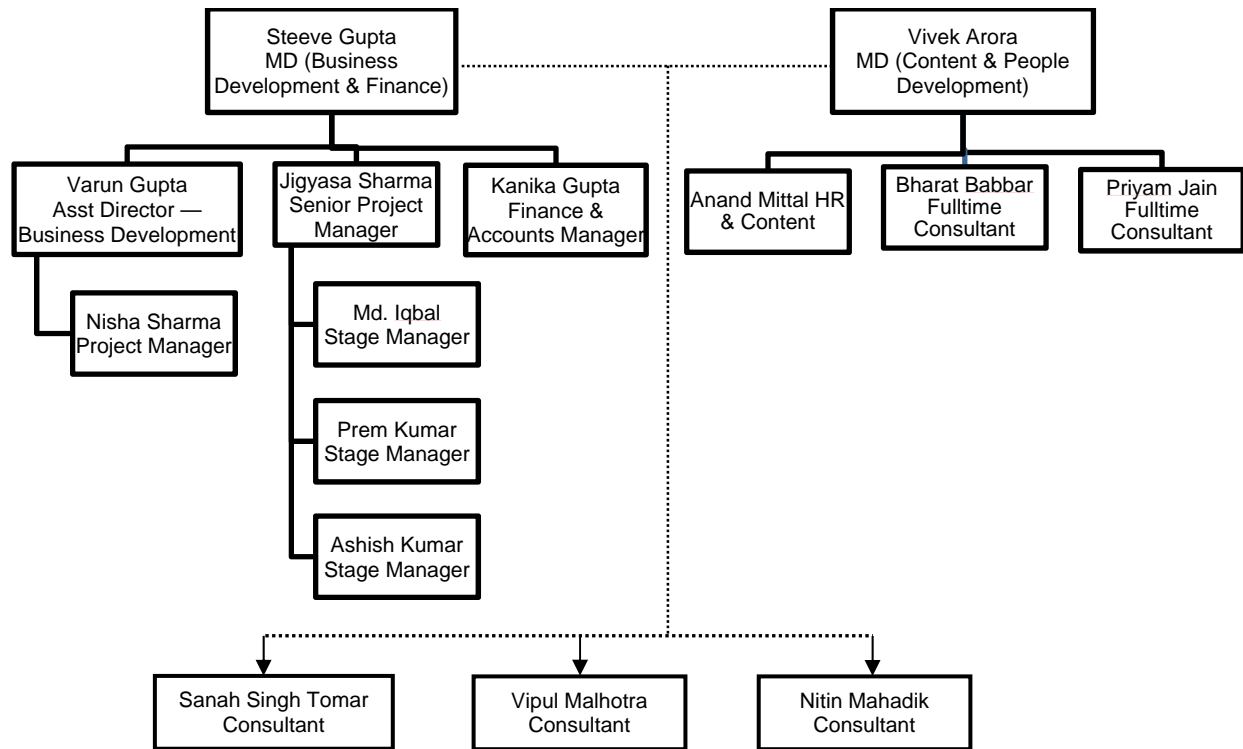 Steeve Gupta
MD (Business
Development & Finance)
Vivek Arora
MD (Content & People
Development)
Varun Gupta
Asst Director —
Business Development
Jigyasa Sharma
Senior Project
Manager
Kanika Gupta
Finance &
Accounts Manager
Anand Mittal HR
& Content
Bharat Babbar
Fulltime
Consultant
Priyam Jain
Fulltime
Consultant
Nisha Sharma
Project Manager
Md. Iqbal
Stage Manager
Prem Kumar
Stage Manager
Ashish Kumar
Stage Manager
Sanah Singh Tomar
Consultant
Vipul Malhotra
Consultant
Nitin Mahadik
Consultant